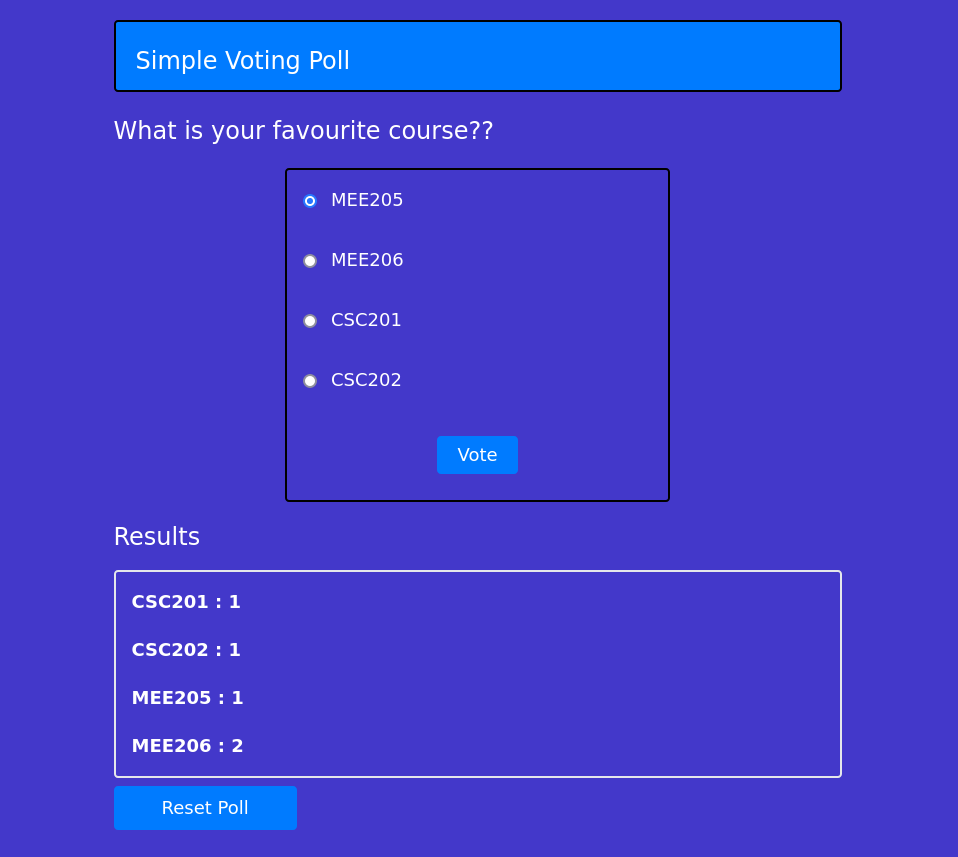 Simple Voting Poll
What is your favourite course??
MEE205
MEE206
CSC201
CSC202
Vote
Results
CSC201 : 1
CSC202 : 1
MEE205 : 1
MEE206 : 2
Reset Poll